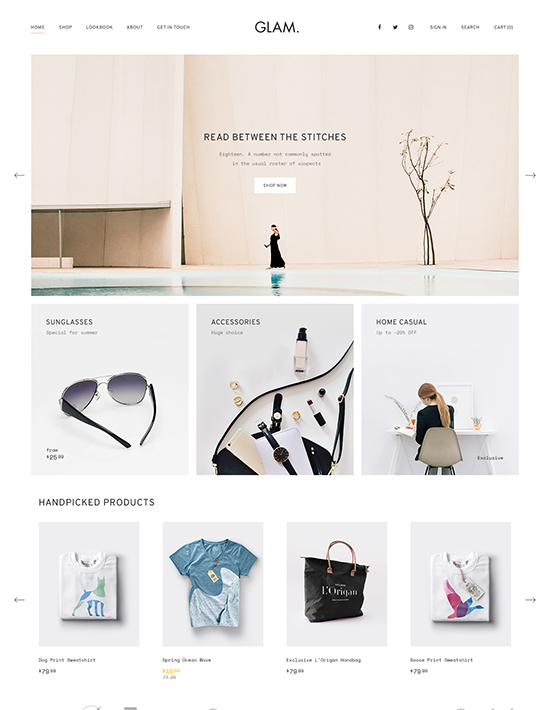 HOME SHOP LOOKBOOK ABOUT GET IN TOUCH GLAM. SIGN IN SEARCH CART (0)
READ BETWEEN THE STITCHES
Eighteen. A number not commonly spotted
in the usual roster of suspects
SHOP NOW
SUNGLASSES
Special for summer
from
$25 99
ACCESSORIES
Huge choice
HOME CASUAL
Up to -20% OFF
Exclusive
HANDPICKED PRODUCTS
L'Origan
Dog Print Sweatshirt
$79 99
Spring Ocean Wave
$49 99
Exclusive L'Origan Handbag
$79 99
Goose Print Sweatshirt
$79 99